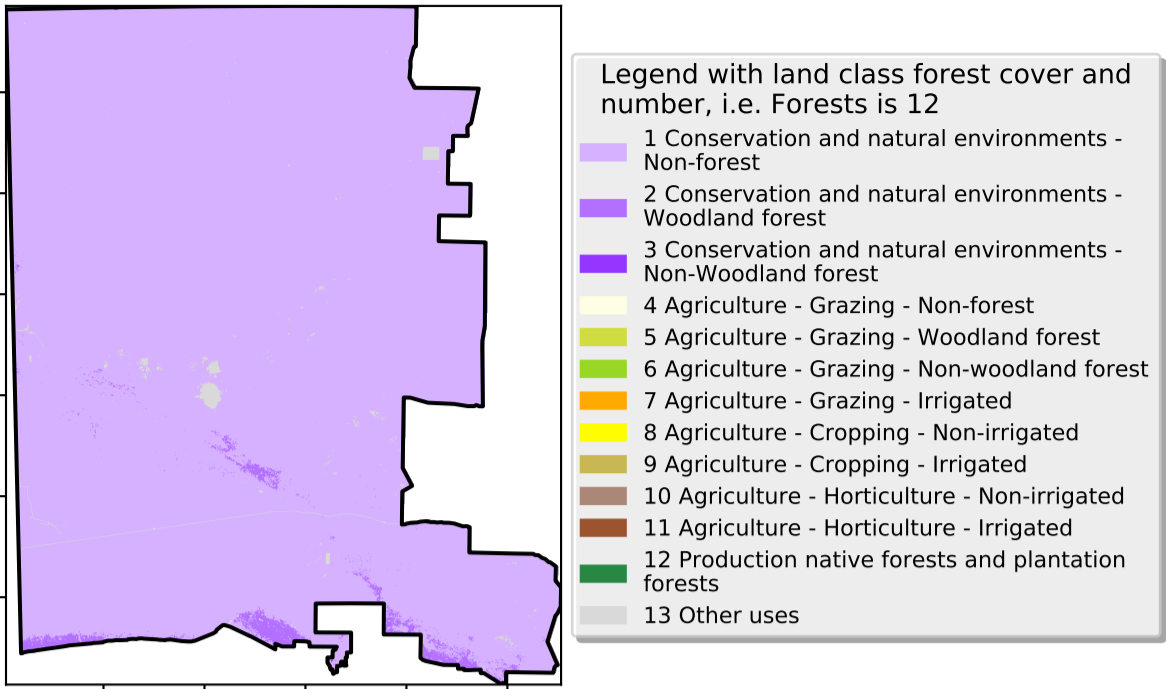 Legend with land class forest cover and
number, i.e. Forests is 12
1 Conservation and natural environments -
Non-forest
2 Conservation and natural environments -
Woodland forest
3 Conservation and natural environments -
Non-Woodland forest
4 Agriculture - Grazing - Non-forest
5 Agriculture - Grazing - Woodland forest
6 Agriculture - Grazing - Non-woodland forest
7 Agriculture - Grazing - Irrigated
8 Agriculture - Cropping - Non-irrigated
9 Agriculture - Cropping - Irrigated
10 Agriculture - Horticulture - Non-irrigated
11 Agriculture - Horticulture - Irrigated
12 Production native forests and plantation
forests
13 Other uses